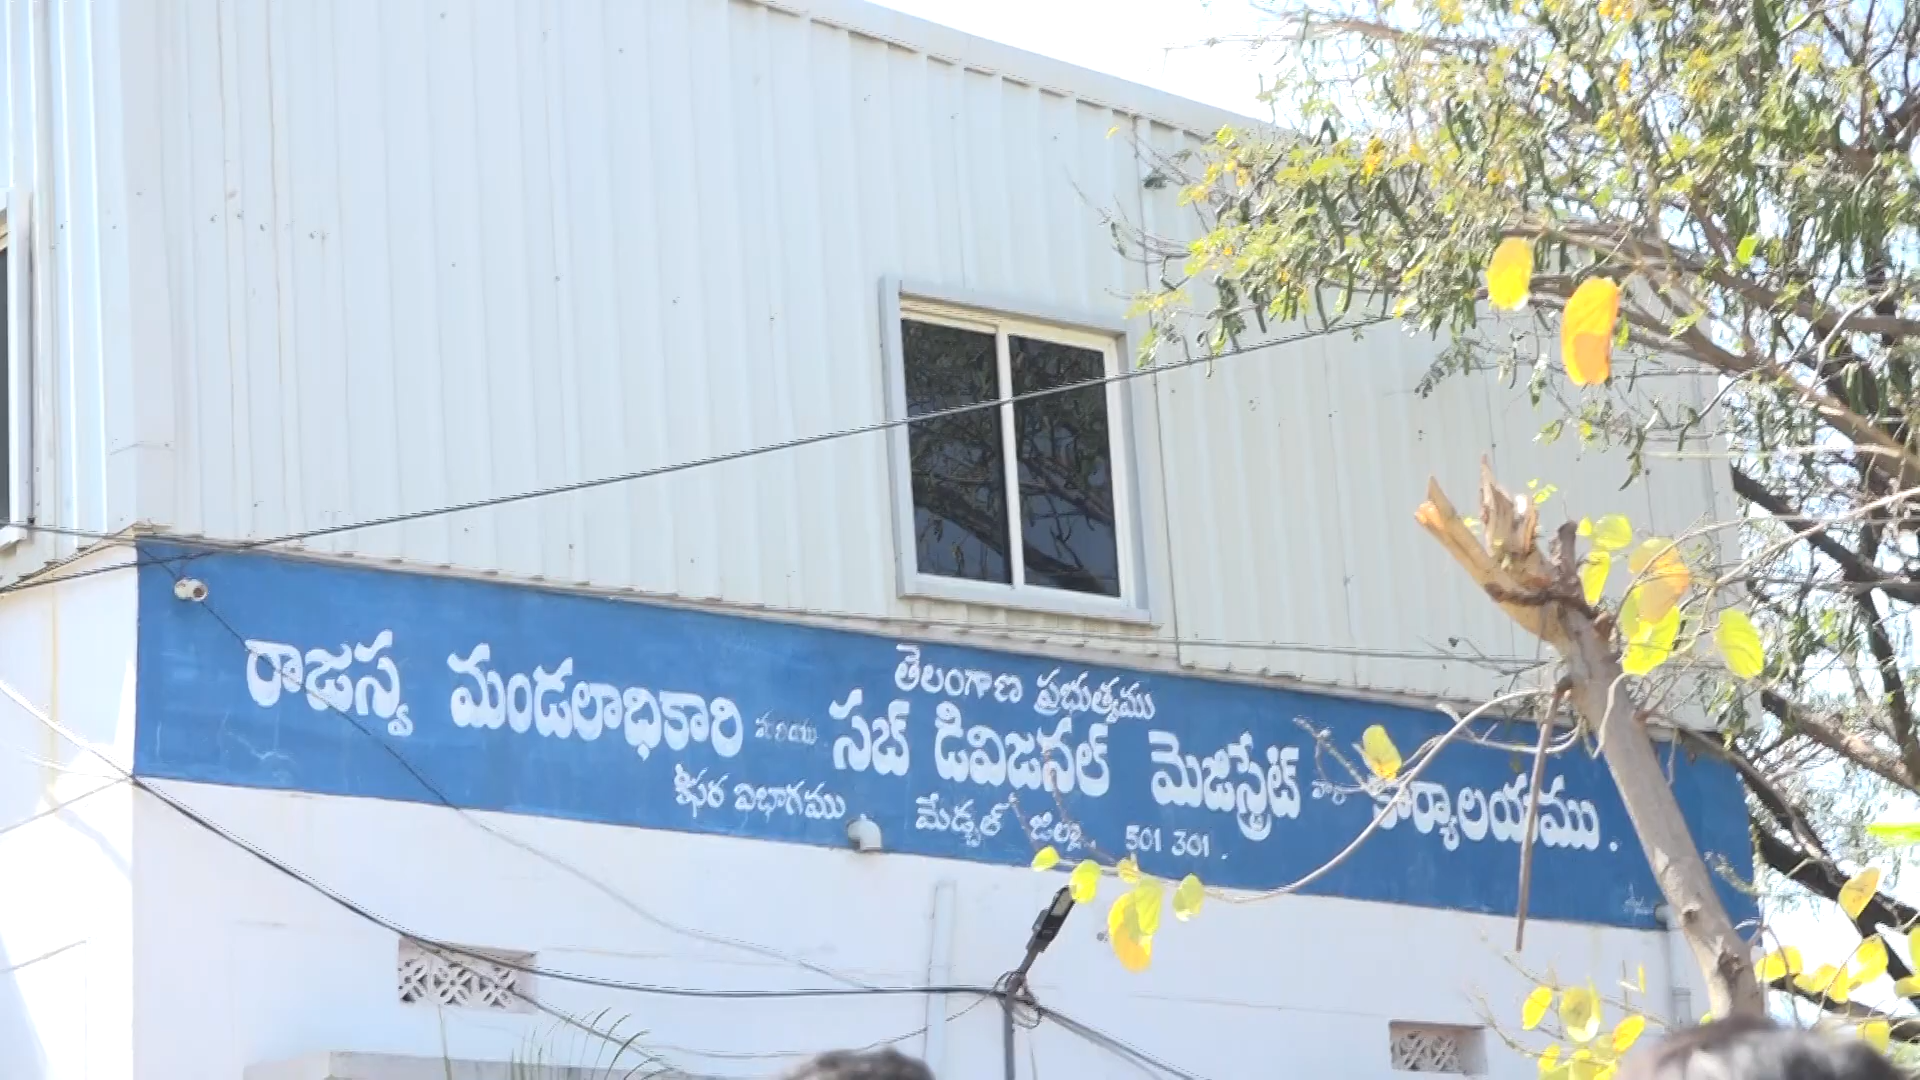 తెలంగాణ ప్రభుత్వము
రాజస్వ మండలాధికారి మరియు సబ్ డివిజనల్ మెజిస్ట్రేట్ వారి కార్యాలయము .
కీసర విభాగము మేడ్చల్ జిల్లా 501 301 .